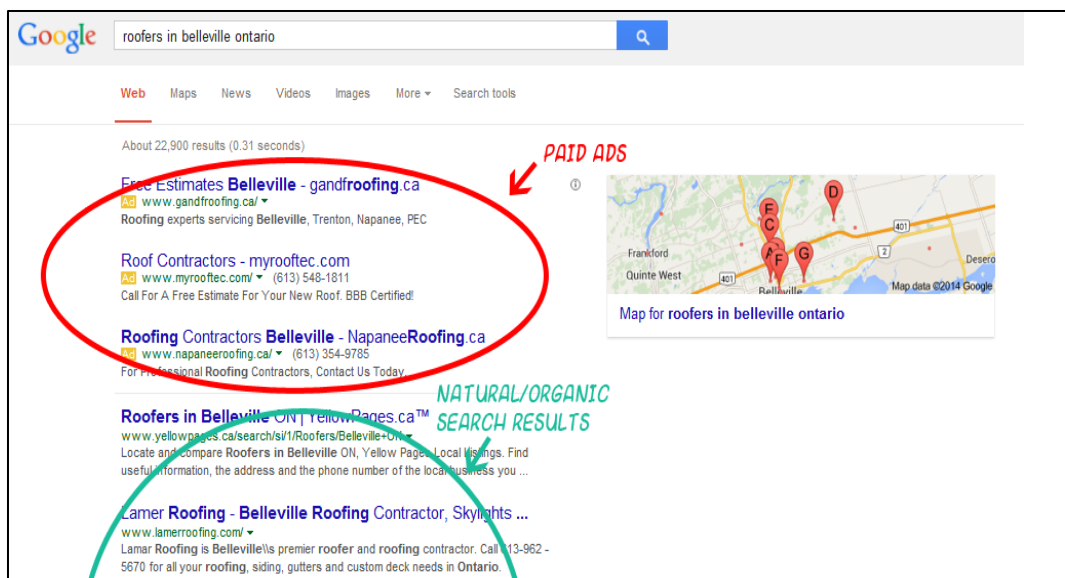 Google
roofers in belleville ontario
Web Maps News Videos Images More Search tools
About 22,900 results (0.31 seconds)
PAID ADS
Free Estimates Belleville - gandfroofing.ca
Ad www.gandfroofing.ca/
Roofing experts servicing Belleville, Trenton, Napanee, PEC
Roof Contractors - myrooftec.com
Ad www.myrooftec.com/ (613) 548-1811
Call For A Free Estimate For Your New Roof. BBB Certified!
Roofing Contractors Belleville - NapaneeRoofing.ca
Ad www.napaneeroofing.ca/ (613) 354-9785
For Professional Roofing Contractors, Contact Us Today.
D
E
C
401
A
F
G
2
Frankford
Quinte West
401
Desero
Belleville
Map data ©2014 Google
Map for roofers in belleville ontario
NATURAL/ORGANIC
SEARCH RESULTS
Roofers in Belleville ON | YellowPages.ca™
www.yellowpages.ca/search/si/1/Roofers/Belleville+ON
Locate and compare Roofers in Belleville ON, Yellow Pages Local Listings. Find
useful information, the address and the phone number of the local business you ...
Lamer Roofing - Belleville Roofing Contractor, Skylights ...
www.lamerroofing.com/
Lamar Roofing is Belleville\\s premier roofer and roofing contractor. Call 613-962 -
5670 for all your roofing, siding, gutters and custom deck needs in Ontario.